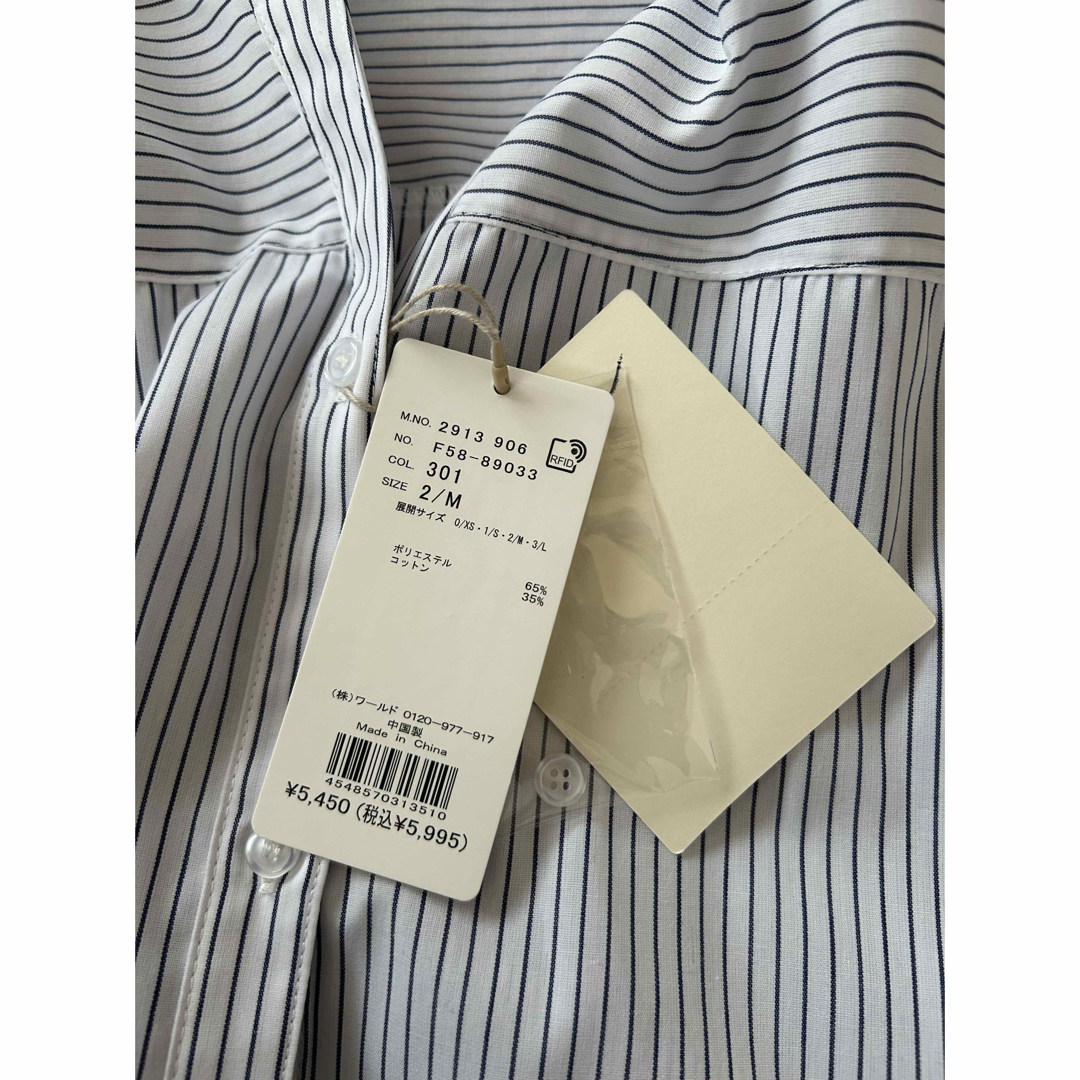 M.NO. 2913 906
NO. F58-89033
RFID
COL. 301
SIZE 2/M
展開サイズ 0/XS・1/S・2/M・3/L
ポリエステル 65%
コットン 35%
(株)ワールド 0120-977-917
中国製
Made in China
4548570313510
¥5,450(税込¥5,995)